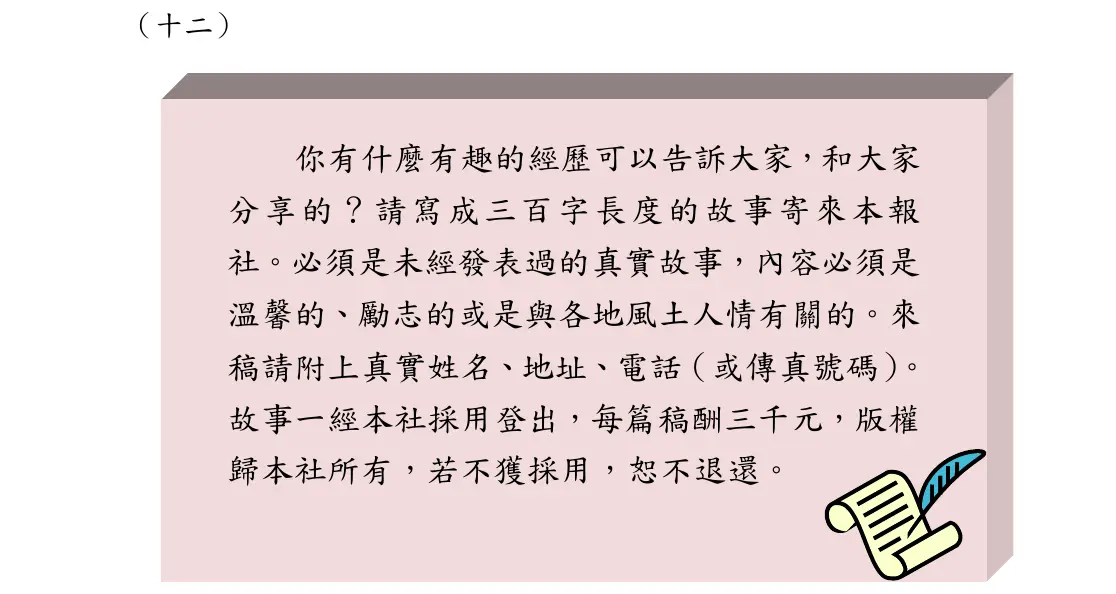 （十二）
你有什麼有趣的經歷可以告訴大家，和大家
分享的？請寫成三百字長度的故事寄來本報
社。必須是未經發表過的真實故事，內容必須是
溫馨的、勵志的或是與各地風土人情有關的。來
稿請附上真實姓名、地址、電話（或傳真號碼）。
故事一經本社採用登出，每篇稿酬三千元，版權
歸本社所有，若不獲採用，恕不退還。